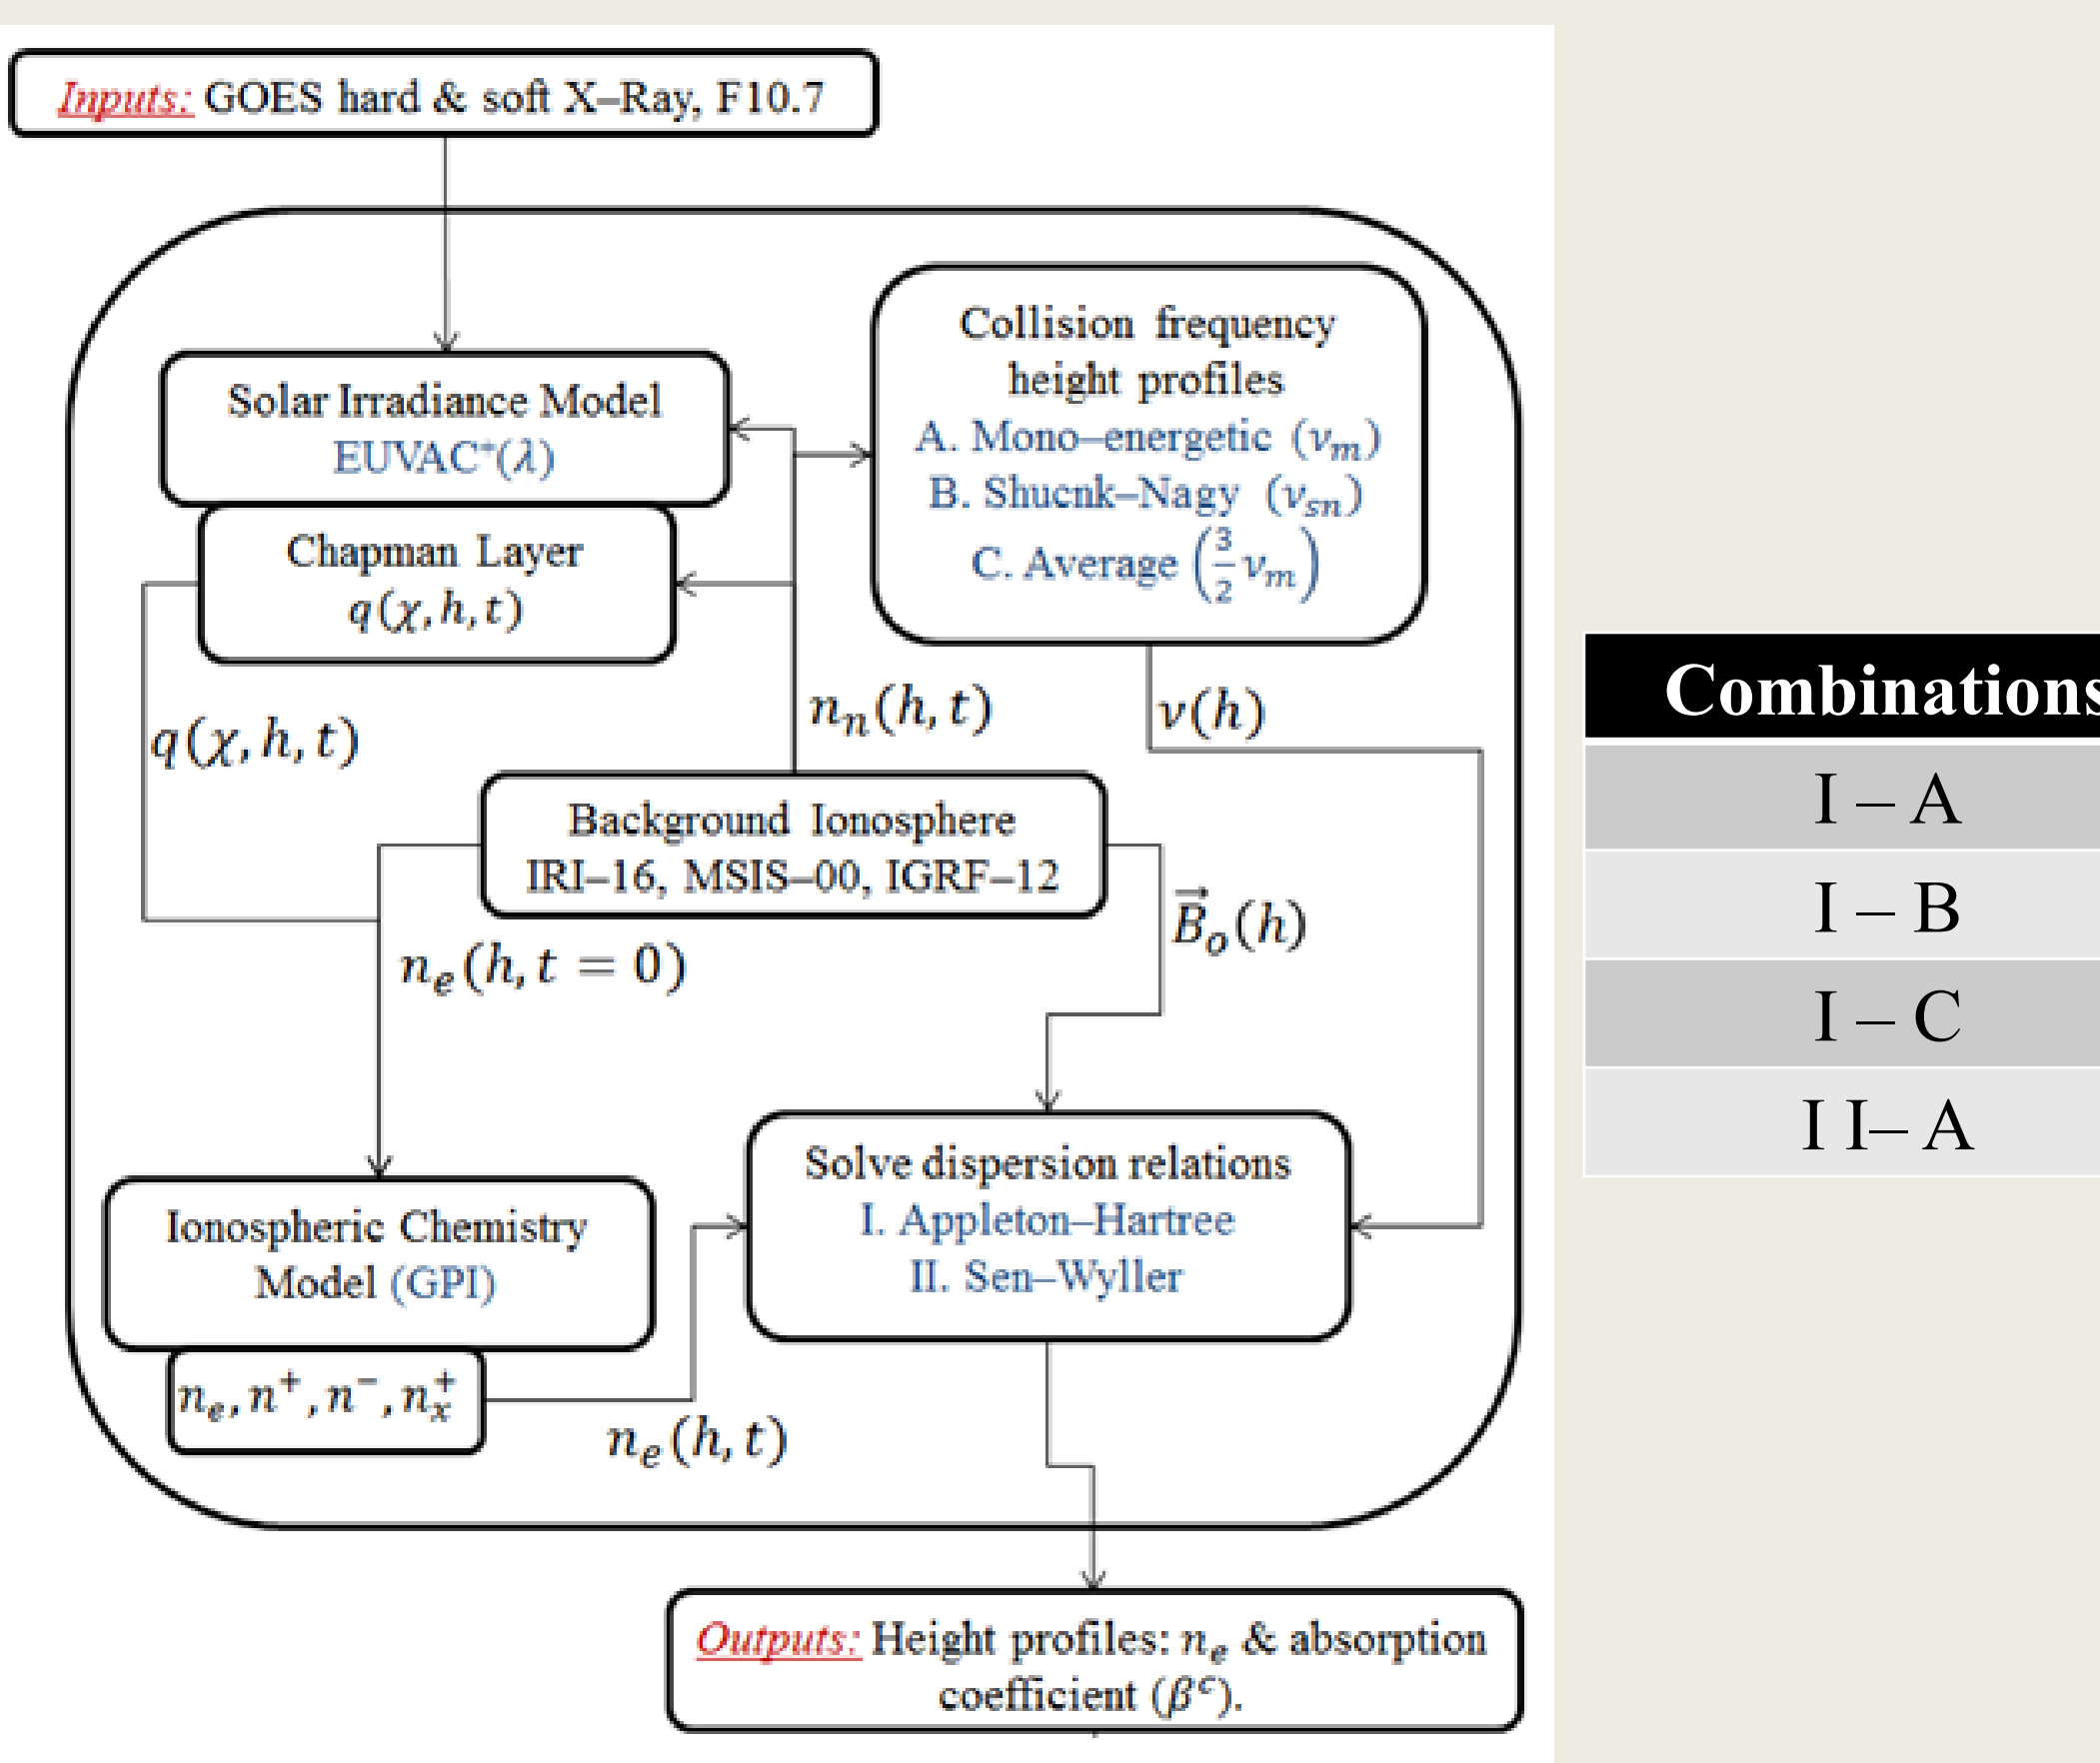 Inputs: GOES hard & soft X–Ray, F10.7
Solar Irradiance Model
EUVAC⁺(λ)
Chapman Layer
q(χ, h, t)
Collision frequency
height profiles
A. Mono–energetic (νₘ)
B. Shucnk–Nagy (νₛₙ)
C. Average (3/2 νₘ)
q(χ, h, t)
nₙ(h, t)
ν(h)
Background Ionosphere
IRI–16, MSIS–00, IGRF–12
nₑ(h, t = 0)
B⃗ₒ(h)
Ionospheric Chemistry
Model (GPI)
nₑ, n⁺, n⁻, nₓ⁺
nₑ(h, t)
Solve dispersion relations
I. Appleton–Hartree
II. Sen–Wyller
Outputs: Height profiles: nₑ & absorption
coefficient (βᶜ).
Combinations
I – A
I – B
I – C
I I– A